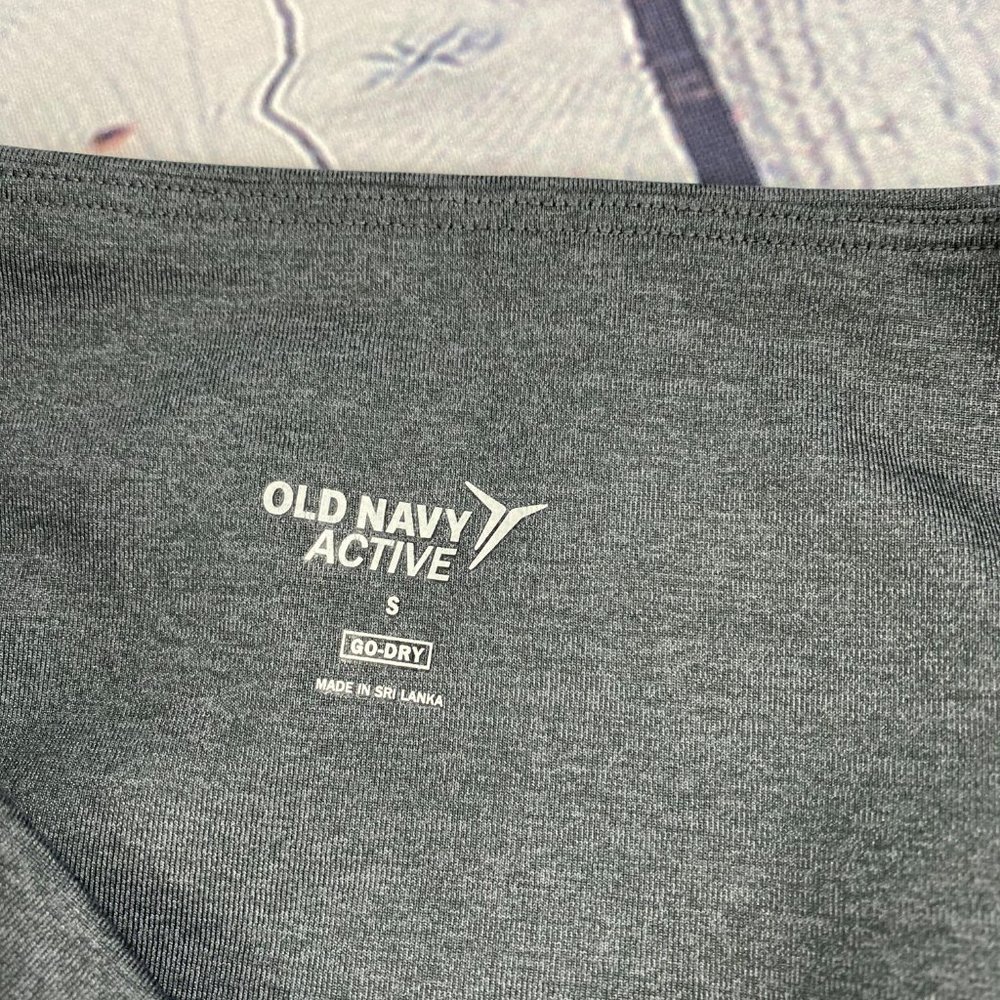 OLD NAVY
ACTIVE
S
GO-DRY
MADE IN SRI LANKA